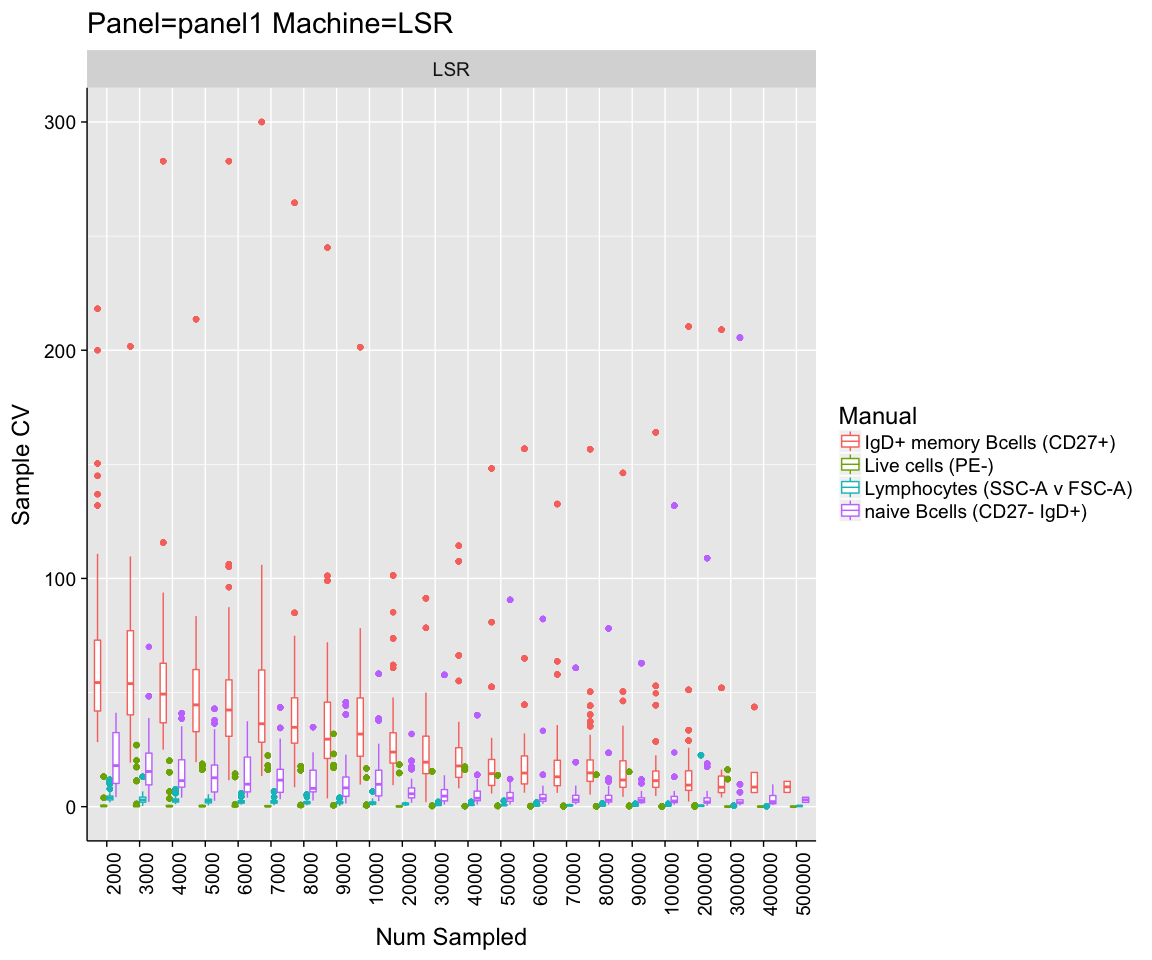 Panel=panel1 Machine=LSR
LSR
300
200
100
0
Sample CV
2000
3000
4000
5000
6000
7000
8000
9000
10000
20000
30000
40000
50000
60000
70000
80000
90000
100000
200000
300000
400000
500000
Num Sampled
Manual
IgD+ memory Bcells (CD27+)
Live cells (PE-)
Lymphocytes (SSC-A v FSC-A)
naive Bcells (CD27- IgD+)